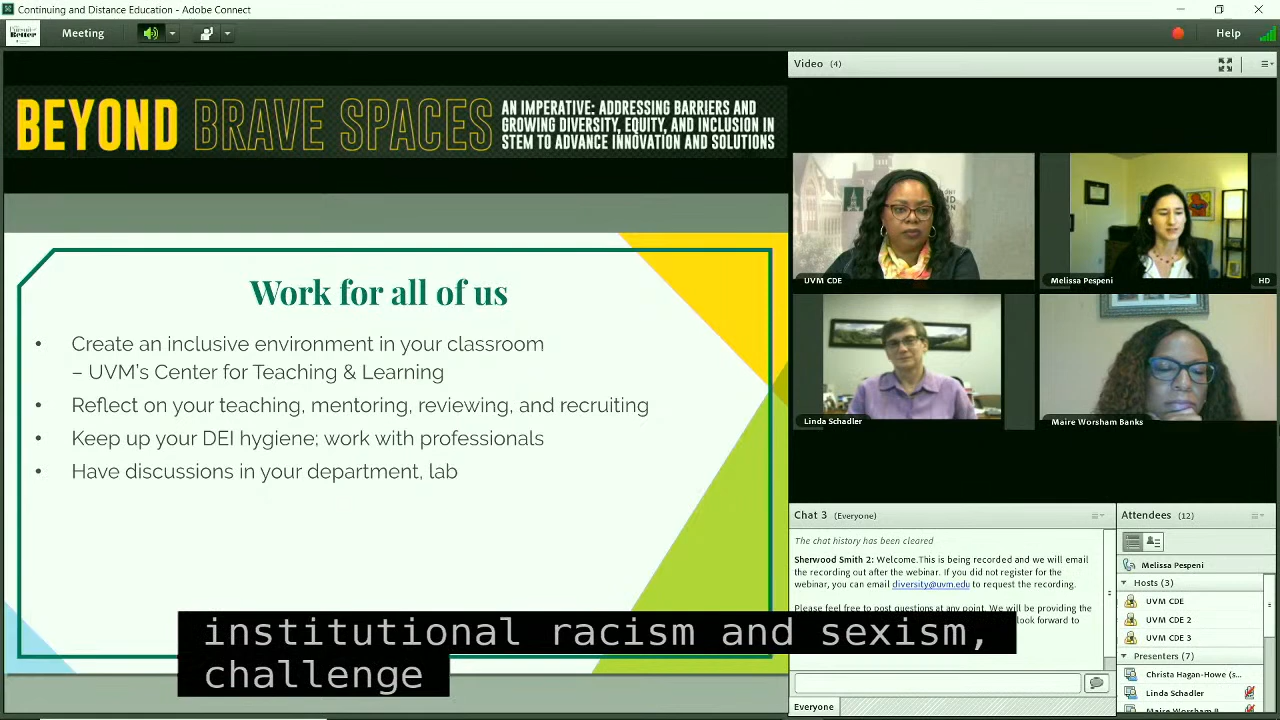 Continuing and Distance Education - Adobe Connect
Pursuit of
Better
Meeting
Help
BEYOND BRAVE SPACES
AN IMPERATIVE: ADDRESSING BARRIERS AND
GROWING DIVERSITY, EQUITY, AND INCLUSION IN
STEM TO ADVANCE INNOVATION AND SOLUTIONS
Work for all of us
• Create an inclusive environment in your classroom
– UVM's Center for Teaching & Learning
• Reflect on your teaching, mentoring, reviewing, and recruiting
• Keep up your DEI hygiene; work with professionals
• Have discussions in your department, lab
institutional racism and sexism,
challenge
Video (4)
UVM CDE
Melissa Pespeni
HD
Linda Schadler
Maire Worsham Banks
Chat 3 (Everyone)
The chat history has been cleared
Sherwood Smith 2: Welcome.This is being recorded and we will email
the recording out after the webinar. If you did not register for the
webinar, you can email diversity@uvm.edu to request the recording.
Please feel free to post questions at any point. We will be providing the
look forward to
Everyone
Attendees (12)
Melissa Pespeni
Hosts (3)
UVM CDE
UVM CDE 2
UVM CDE 3
Presenters (7)
Christa Hagan-Howe (s...
Linda Schadler
Maire Worsham B